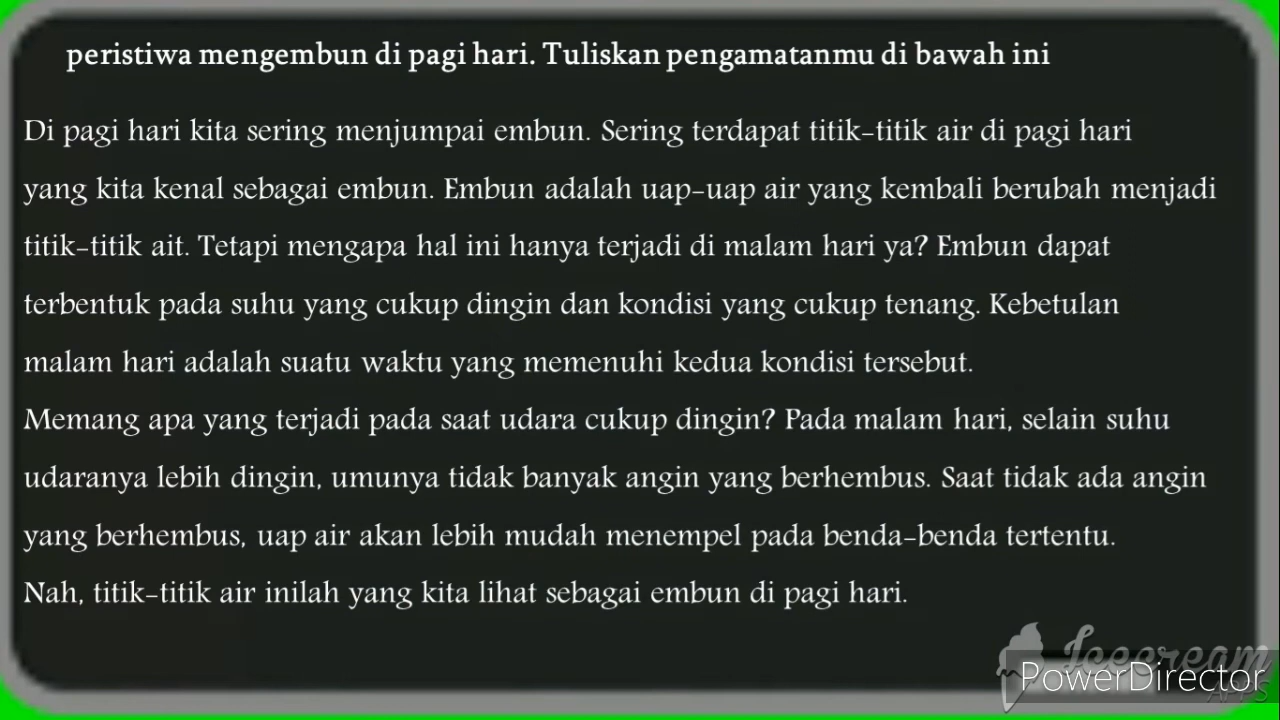 peristiwa mengembun di pagi hari. Tuliskan pengamatanmu di bawah ini
Di pagi hari kita sering menjumpai embun. Sering terdapat titik-titik air di pagi hari
yang kita kenal sebagai embun. Embun adalah uap-uap air yang kembali berubah menjadi
titik-titik ait. Tetapi mengapa hal ini hanya terjadi di malam hari ya? Embun dapat
terbentuk pada suhu yang cukup dingin dan kondisi yang cukup tenang. Kebetulan
malam hari adalah suatu waktu yang memenuhi kedua kondisi tersebut.
Memang apa yang terjadi pada saat udara cukup dingin? Pada malam hari, selain suhu
udaranya lebih dingin, umunya tidak banyak angin yang berhembus. Saat tidak ada angin
yang berhembus, uap air akan lebih mudah menempel pada benda-benda tertentu.
Nah, titik-titik air inilah yang kita lihat sebagai embun di pagi hari.
Icecream
PowerDirector
APPS